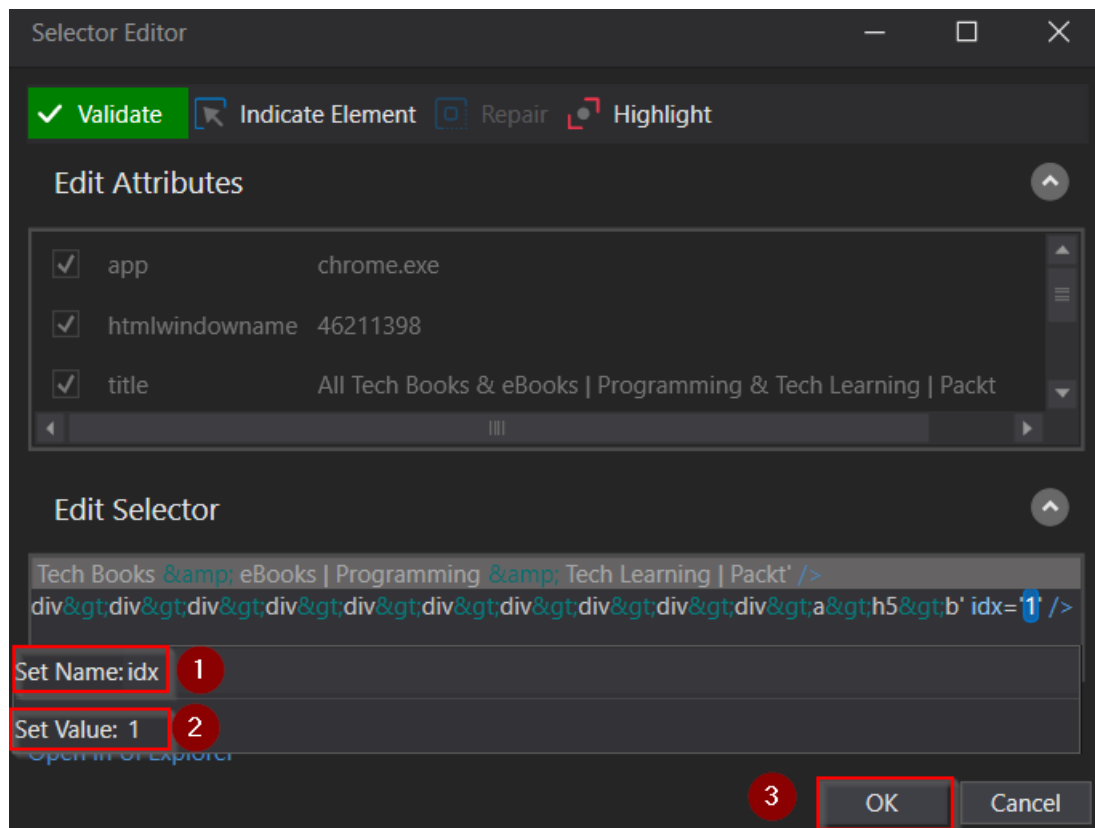 Selector Editor
Validate Indicate Element Repair Highlight
Edit Attributes
app chrome.exe
htmlwindowname 46211398
title All Tech Books & eBooks | Programming & Tech Learning | Packt
Edit Selector
Tech Books &amp; eBooks | Programming &amp; Tech Learning | Packt' />
div&gt;div&gt;div&gt;div&gt;div&gt;div&gt;div&gt;div&gt;div&gt;div&gt;a&gt;h5&gt;b' idx='1' />
Set Name: idx 1
Set Value: 1 2
Open in UI Explorer
3 OK Cancel